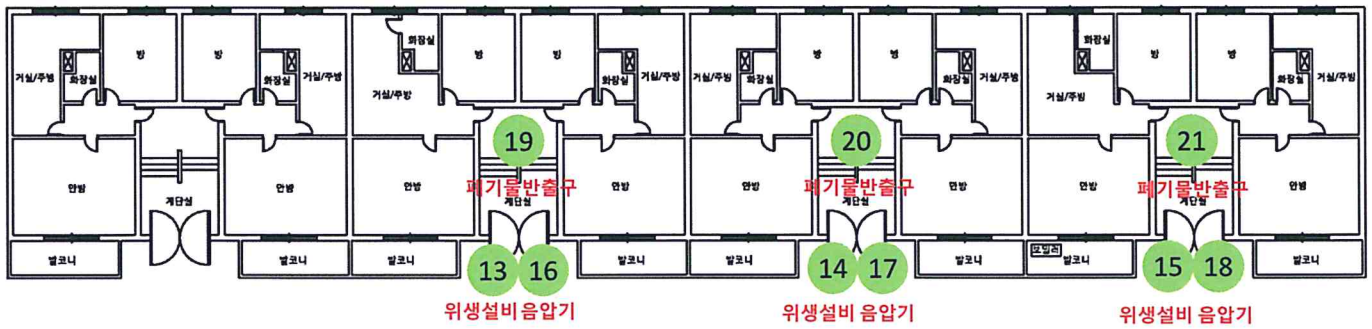 화장실 방 방 화장실
방 방 방 방
거실/주방 화장실 화장실 거실/주방 거실/주방 화장실 거실/주방 거실/주방 화장실 화장실 거실/주방 거실/주방 화장실 거실/주방
19 20 21
안방 안방 안방 안방 안방 안방 안방 안방
폐기물반출구 폐기물반출구 폐기물반출구
계단실 계단실 계단실 계단실
발코니 발코니 발코니 13 16 발코니 발코니 14 17 발코니 보일러 발코니 15 18 발코니
위생설비 음압기 위생설비 음압기 위생설비 음압기